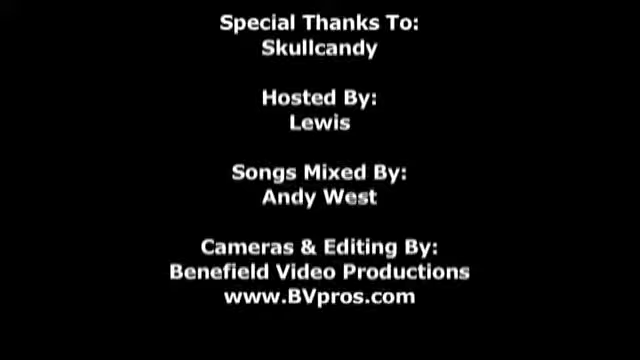 Special Thanks To:
Skullcandy
Hosted By:
Lewis
Songs Mixed By:
Andy West
Cameras & Editing By:
Benefield Video Productions
www.BVpros.com